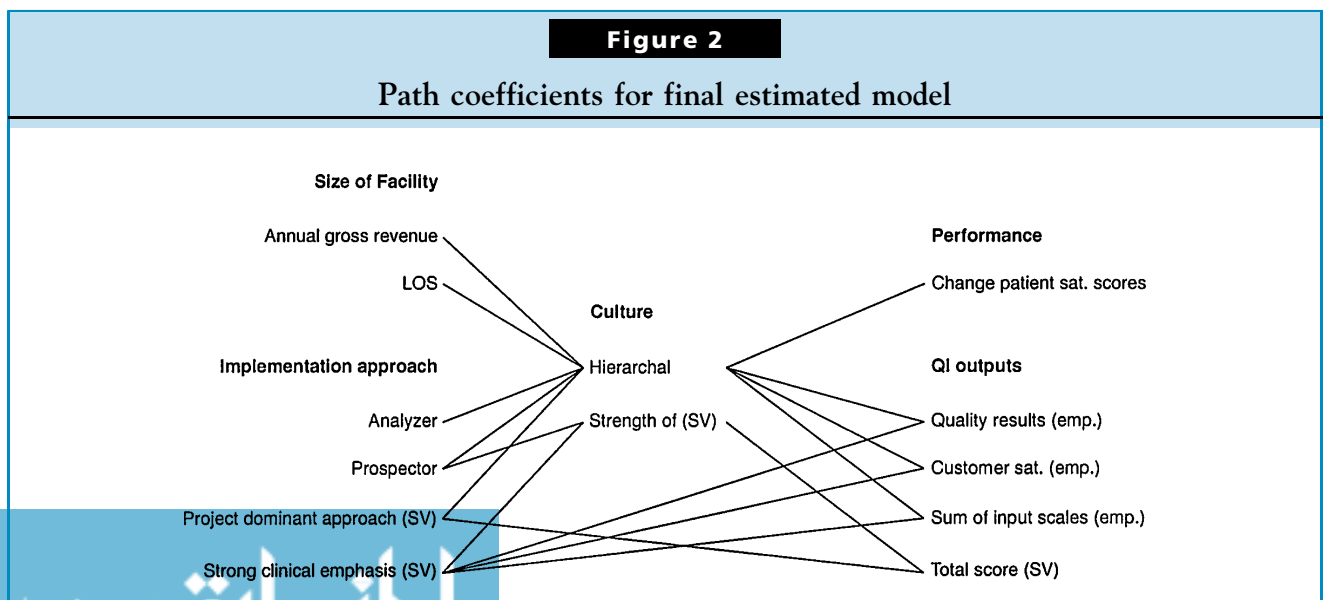 Figure 2
Path coefficients for final estimated model
Size of Facility
Annual gross revenue
LOS
Implementation approach
Analyzer
Prospector
Project dominant approach (SV)
Strong clinical emphasis (SV)
Culture
Hierarchal
Strength of (SV)
Performance
Change patient sat. scores
QI outputs
Quality results (emp.)
Customer sat. (emp.)
Sum of input scales (emp.)
Total score (SV)